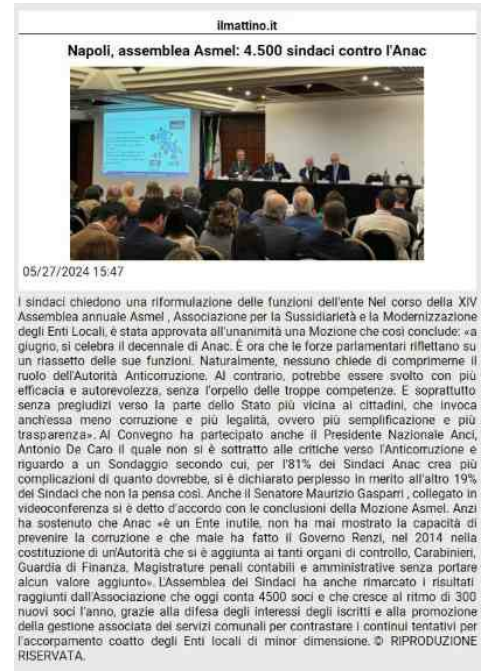 ilmattino.it
Napoli, assemblea Asmel: 4.500 sindaci contro l'Anac
05/27/2024 15:47
I sindaci chiedono una riformulazione delle funzioni dell'ente Nel corso della XIV
Assemblea annuale Asmel , Associazione per la Sussidiarietà e la Modernizzazione
degli Enti Locali, è stata approvata all'unanimità una Mozione che così conclude: «a
giugno, si celebra il decennale di Anac. È ora che le forze parlamentari riflettano su
un riassetto delle sue funzioni. Naturalmente, nessuno chiede di comprimerne il
ruolo dell'Autorità Anticorruzione. Al contrario, potrebbe essere svolto con più
efficacia e autorevolezza, senza l'orpello delle troppe competenze. E soprattutto
senza pregiudizi verso la parte dello Stato più vicina ai cittadini, che invoca
anch'essa meno corruzione e più legalità, ovvero più semplificazione e più
trasparenza». Al Convegno ha partecipato anche il Presidente Nazionale Anci,
Antonio De Caro il quale non si è sottratto alle critiche verso l'Anticorruzione e
riguardo a un Sondaggio secondo cui, per l'81% dei Sindaci Anac crea più
complicazioni di quanto dovrebbe, si è dichiarato perplesso in merito all'altro 19%
dei Sindaci che non la pensa così. Anche il Senatore Maurizio Gasparri , collegato in
videoconferenza si è detto d'accordo con le conclusioni della Mozione Asmel. Anzi
ha sostenuto che Anac «è un Ente inutile, non ha mai mostrato la capacità di
prevenire la corruzione e che male ha fatto il Governo Renzi, nel 2014 nella
costituzione di un'Autorità che si è aggiunta ai tanti organi di controllo, Carabinieri,
Guardia di Finanza, Magistrature penali contabili e amministrative senza portare
alcun valore aggiunto». L'Assemblea dei Sindaci ha anche rimarcato i risultati
raggiunti dall'Associazione che oggi conta 4500 soci e che cresce al ritmo di 300
nuovi soci l'anno, grazie alla difesa degli interessi degli iscritti e alla promozione
della gestione associata dei servizi comunali per contrastare i continui tentativi per
l'accorpamento coatto degli Enti locali di minor dimensione. © RIPRODUZIONE
RISERVATA.